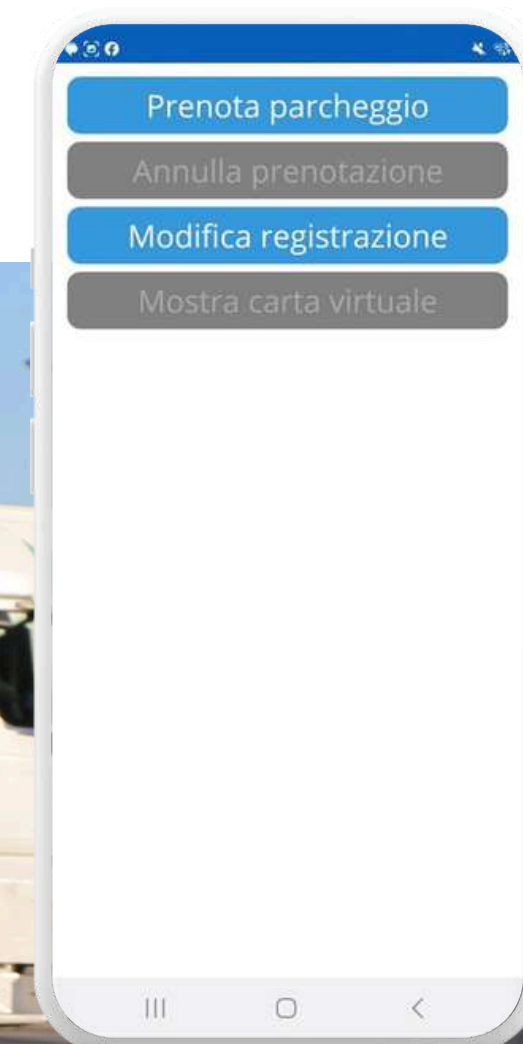 Prenota parcheggio
Annulla prenotazione
Modifica registrazione
Mostra carta virtuale